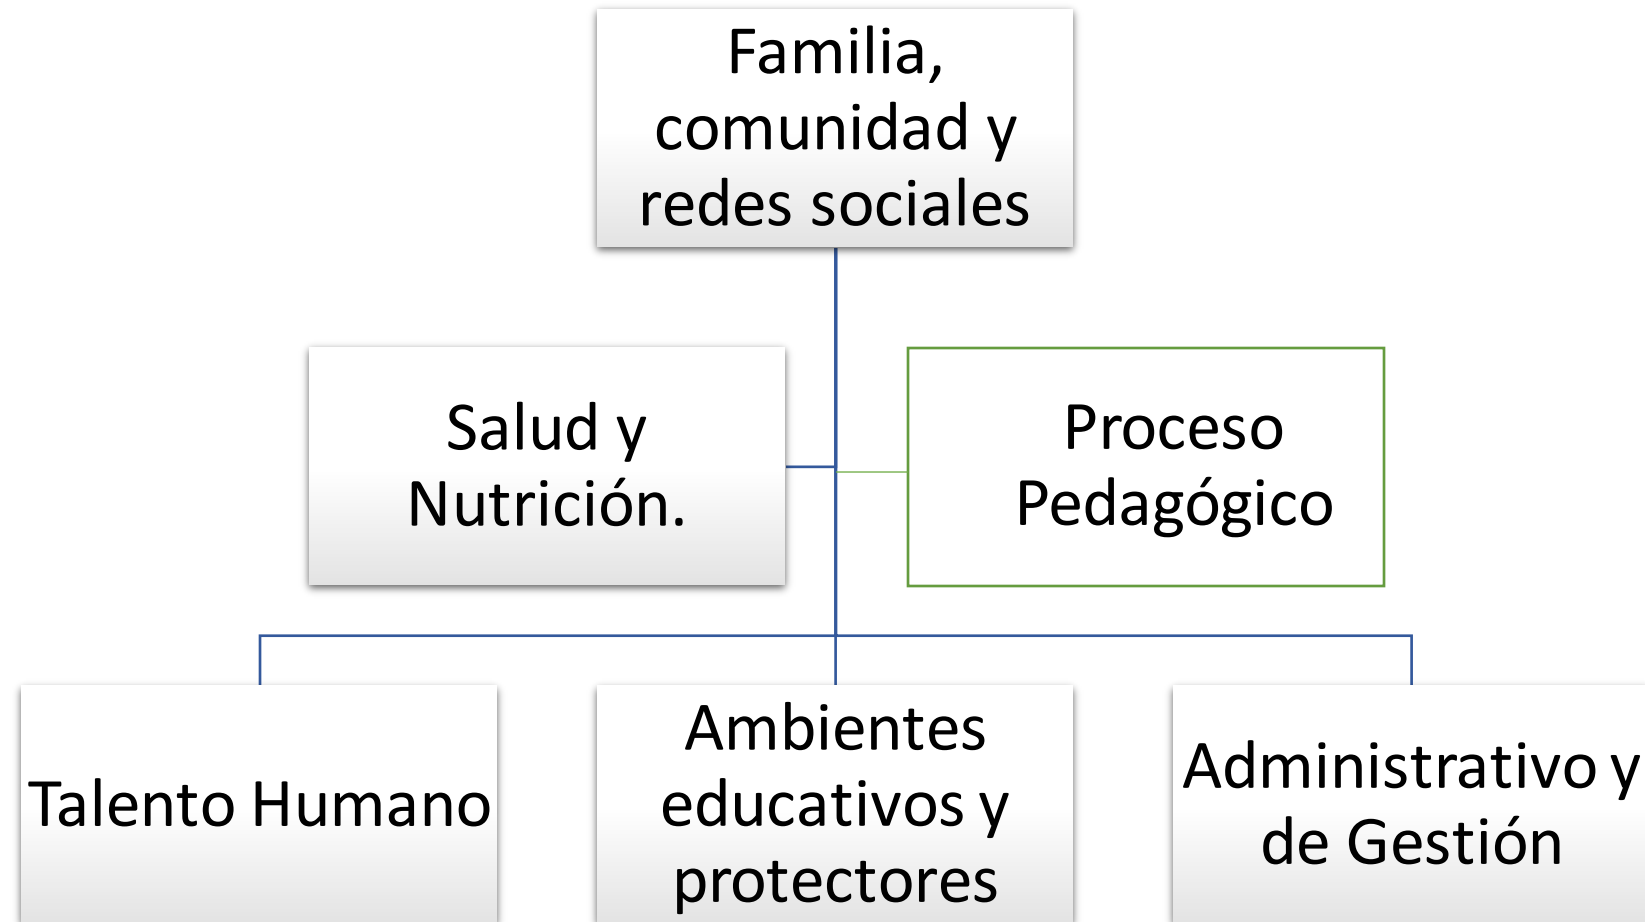 Familia,
comunidad y
redes sociales
Salud y
Nutrición.
Proceso
Pedagógico
Talento Humano
Ambientes
educativos y
protectores
Administrativo y
de Gestión